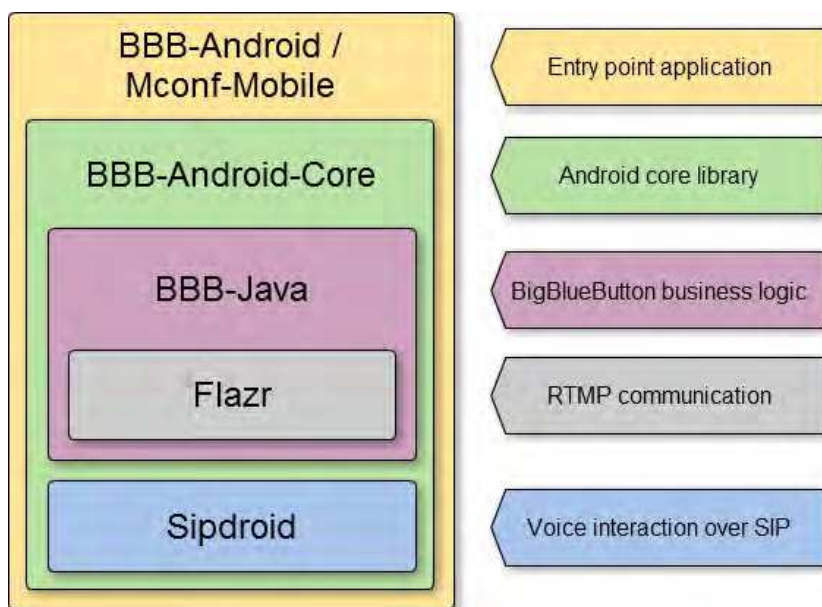 BBB-Android /
Mconf-Mobile
Entry point application
BBB-Android-Core
Android core library
BBB-Java
BigBlueButton business logic
Flazr
RTMP communication
Sipdroid
Voice interaction over SIP